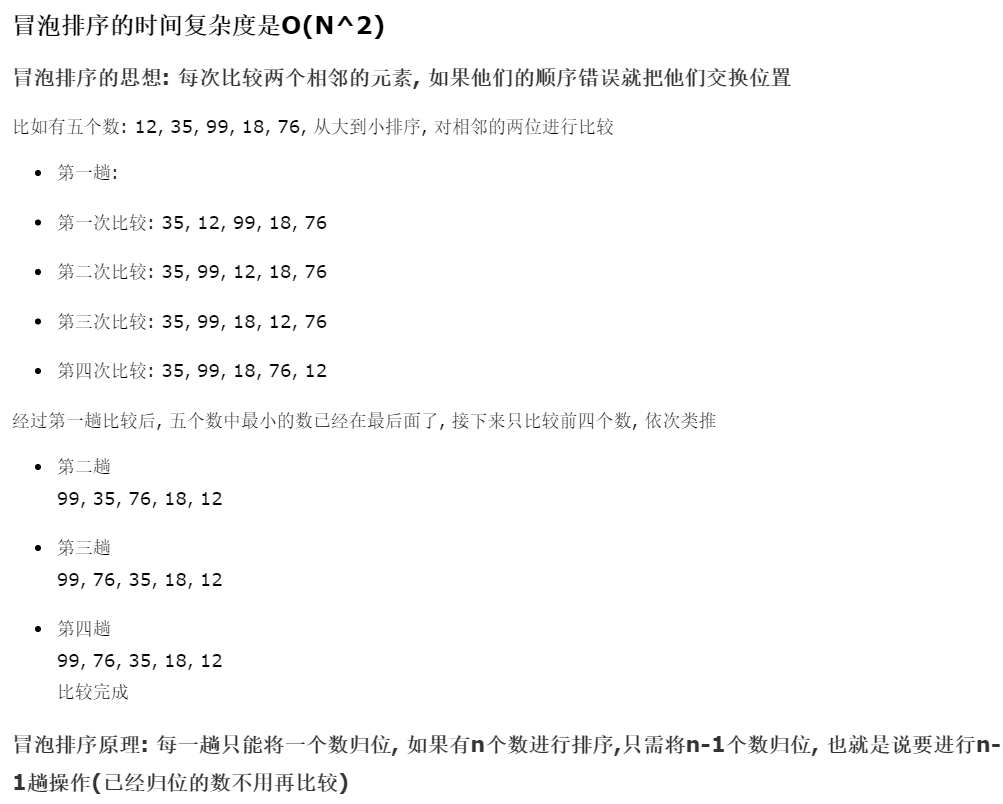 冒泡排序的时间复杂度是O(N^2)
冒泡排序的思想: 每次比较两个相邻的元素, 如果他们的顺序错误就把他们交换位置
比如有五个数: 12, 35, 99, 18, 76, 从大到小排序, 对相邻的两位进行比较
• 第一趟:
• 第一次比较: 35, 12, 99, 18, 76
• 第二次比较: 35, 99, 12, 18, 76
• 第三次比较: 35, 99, 18, 12, 76
• 第四次比较: 35, 99, 18, 76, 12
经过第一趟比较后, 五个数中最小的数已经在最后面了, 接下来只比较前四个数, 依次类推
• 第二趟
99, 35, 76, 18, 12
• 第三趟
99, 76, 35, 18, 12
• 第四趟
99, 76, 35, 18, 12
比较完成
冒泡排序原理: 每一趟只能将一个数归位, 如果有n个数进行排序,只需将n-1个数归位, 也就是说要进行n-
1趟操作(已经归位的数不用再比较)